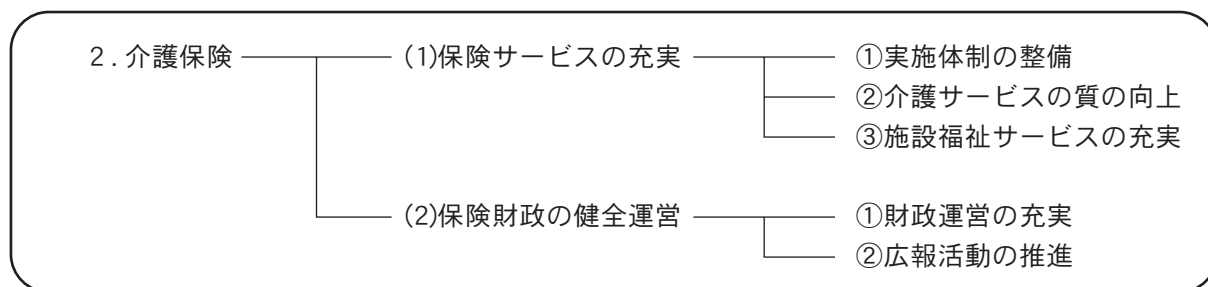 2.介護保険 (1)保険サービスの充実 ①実施体制の整備
②介護サービスの質の向上
③施設福祉サービスの充実
(2)保険財政の健全運営 ①財政運営の充実
②広報活動の推進